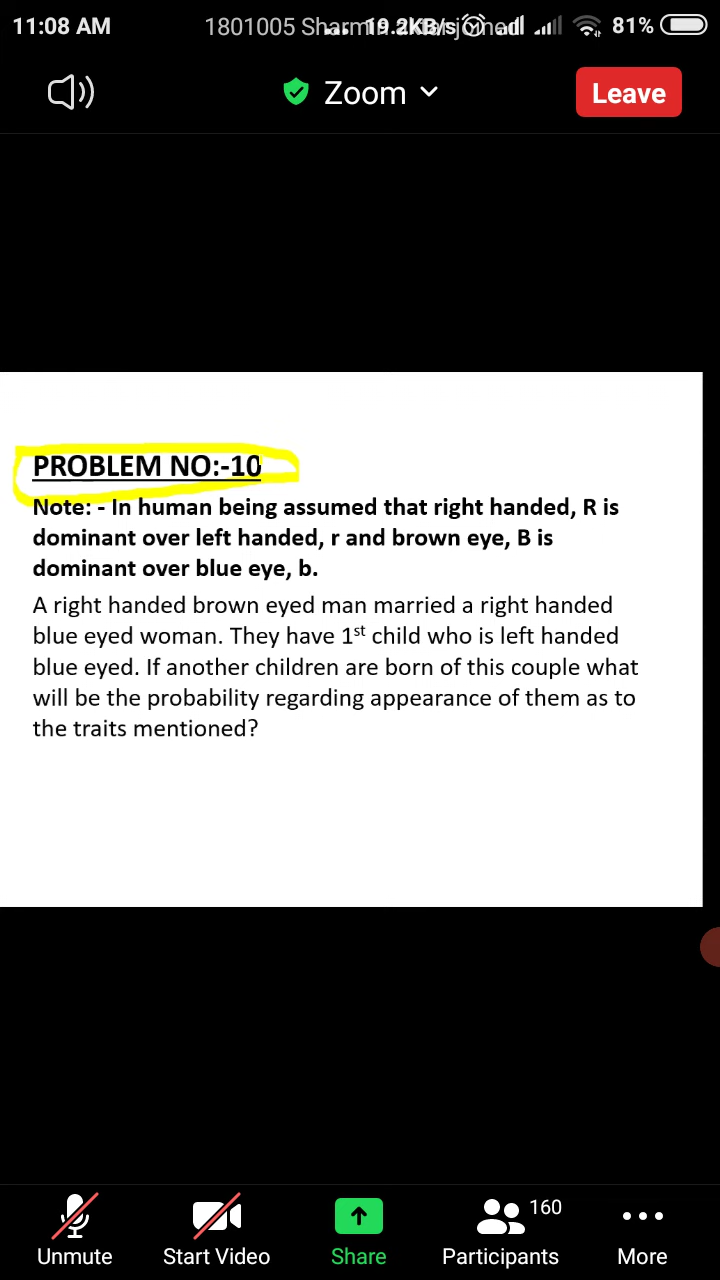 11:08 AM 1801005 81%
Zoom
Leave
PROBLEM NO:-10
Note: - In human being assumed that right handed, R is
dominant over left handed, r and brown eye, B is
dominant over blue eye, b.
A right handed brown eyed man married a right handed
blue eyed woman. They have 1st child who is left handed
blue eyed. If another children are born of this couple what
will be the probability regarding appearance of them as to
the traits mentioned?
160
Unmute Start Video Share Participants More